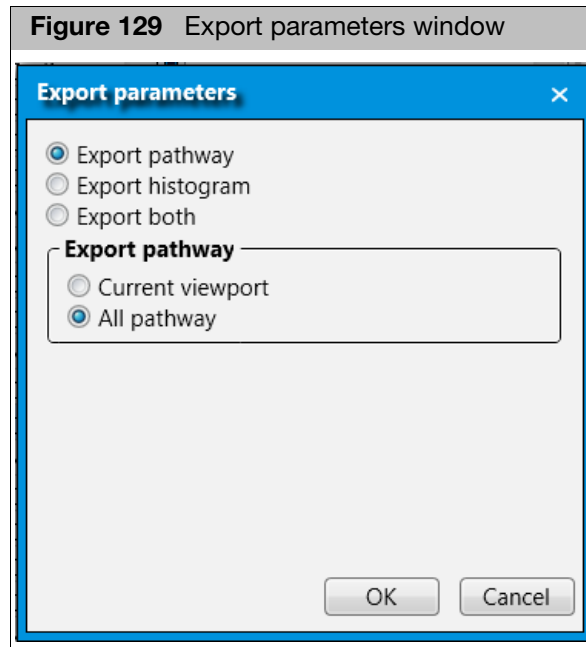 Figure 129 Export parameters window
Export parameters
Export pathway
Export histogram
Export both
Export pathway
Current viewport
All pathway
OK Cancel